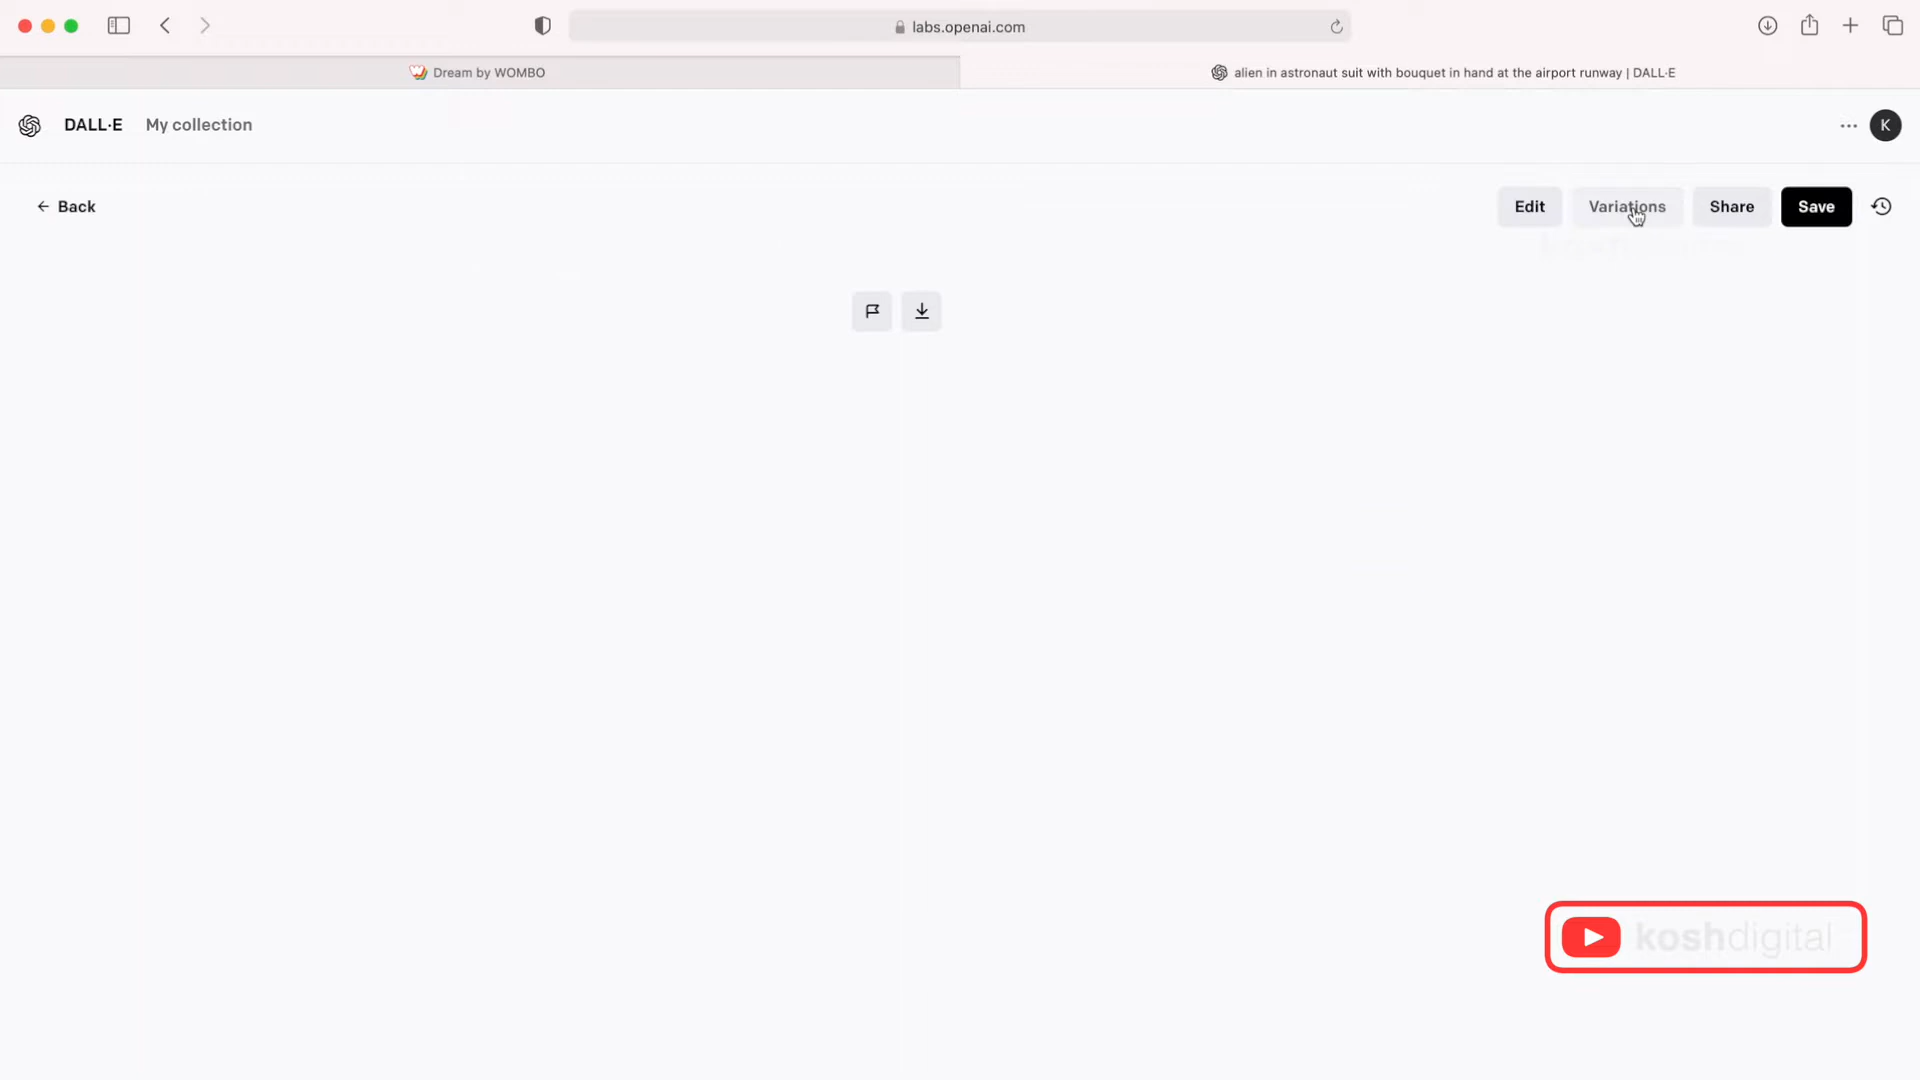 labs.openai.com
Dream by WOMBO
alien in astronaut suit with bouquet in hand at the airport runway | DALL·E
DALL·E
My collection
K
Back
Edit
Variations
Share
Save
koshdigital